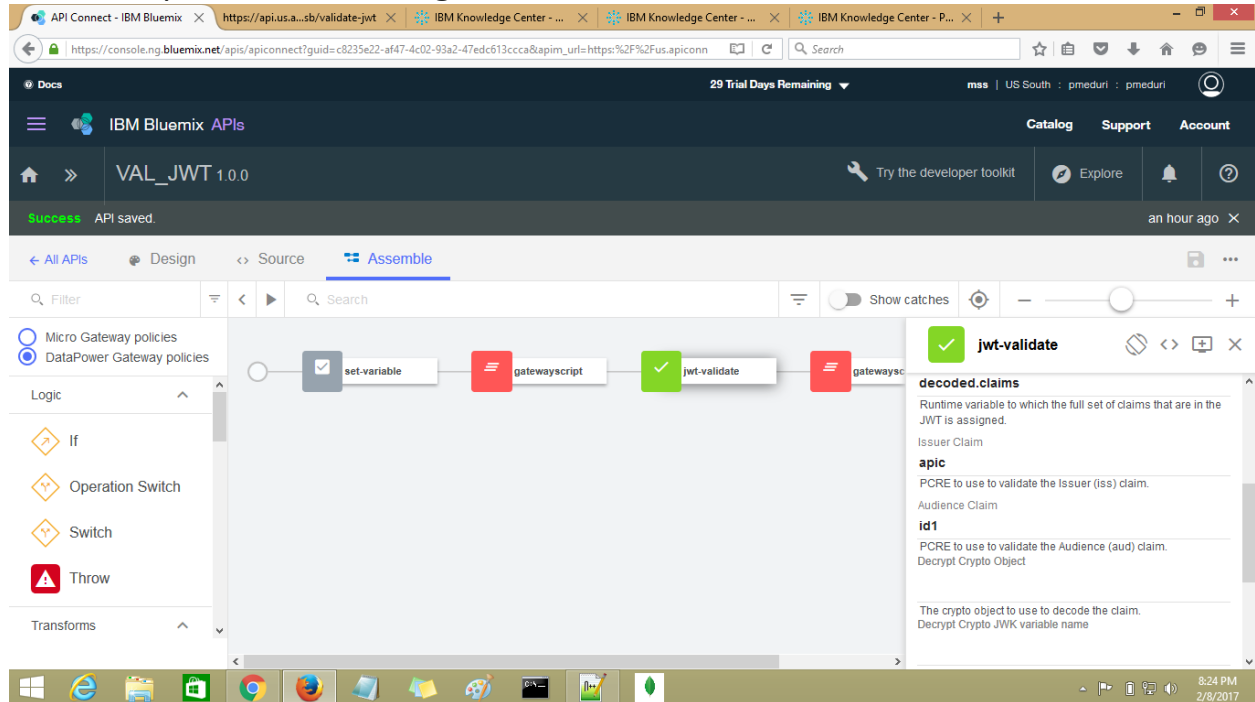 API Connect - IBM Bluemix
https://api.us.a...sb/validate-jwt
IBM Knowledge Center - ...
IBM Knowledge Center - ...
IBM Knowledge Center - P...
https://console.ng.bluemix.net/apis/apiconnect?guid=c8235e22-af47-4c02-93a2-47edc613ccca&apim_url=https:%2F%2Fus.apiconn
Search
Docs
29 Trial Days Remaining
mss | US South : pmeduri : pmeduri
IBM Bluemix APIs
Catalog Support Account
VAL_JWT 1.0.0
Try the developer toolkit
Explore
Success API saved.
an hour ago
All APIs
Design
Source
Assemble
Filter
Search
Show catches
Micro Gateway policies
DataPower Gateway policies
Logic
If
Operation Switch
Switch
Throw
Transforms
set-variable
gatewayscript
jwt-validate
gatewaysc
jwt-validate
decoded.claims
Runtime variable to which the full set of claims that are in the
JWT is assigned.
Issuer Claim
apic
PCRE to use to validate the Issuer (iss) claim.
Audience Claim
id1
PCRE to use to validate the Audience (aud) claim.
Decrypt Crypto Object
The crypto object to use to decode the claim.
Decrypt Crypto JWK variable name
8:24 PM
2/8/2017